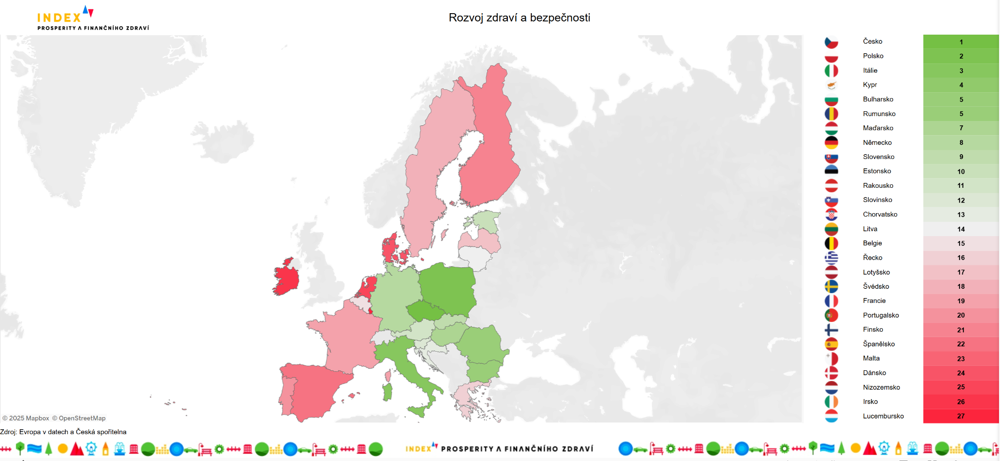 INDEX
PROSPERITY A FINANČNÍHO ZDRAVÍ
Rozvoj zdraví a bezpečnosti
Česko 1
Polsko 2
Itálie 3
Kypr 4
Bulharsko 5
Rumunsko 5
Maďarsko 7
Německo 8
Slovensko 9
Estonsko 10
Rakousko 11
Slovinsko 12
Chorvatsko 13
Litva 14
Belgie 15
Řecko 16
Lotyšsko 17
Švédsko 18
Francie 19
Portugalsko 20
Finsko 21
Španělsko 22
Malta 23
Dánsko 24
Nizozemsko 25
Irsko 26
Lucembursko 27
© 2025 Mapbox © OpenStreetMap
Zdroj: Evropa v datech a Česká spořitelna
INDEX PROSPERITY A FINANČNÍHO ZDRAVÍ